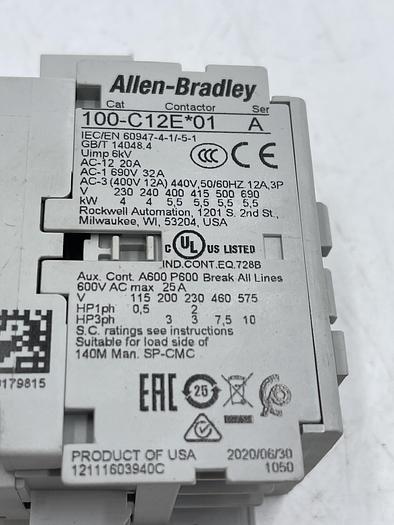 Allen-Bradley
Cat Contactor Ser
100-C12E*01 A
IEC/EN 60947-4-1/-5-1
GB/T 14048.4
Uimp 6kV
AC-12 20A
AC-1 690V 32A
AC-3 (400V 12A) 440V,50/60HZ 12A,3P
V 230 240 400 415 500 690
kW 4 4 5,5 5,5 5,5 5,5
Rockwell Automation, 1201 S. 2nd St.,
Milwaukee, WI, 53204, USA
CCC CE
C UL US LISTED
IND.CONT.EQ.728B
Aux. Cont. A600 P600 Break All Lines
600V AC max 25A
V 115 200 230 460 575
HP1ph 0,5 2
HP3ph 3 3 7,5 10
S.C. ratings see instructions
Suitable for load side of
140M Man. SP-CMC
179815
EAC 25
PRODUCT OF USA 2020/06/30
12111603940C 1050